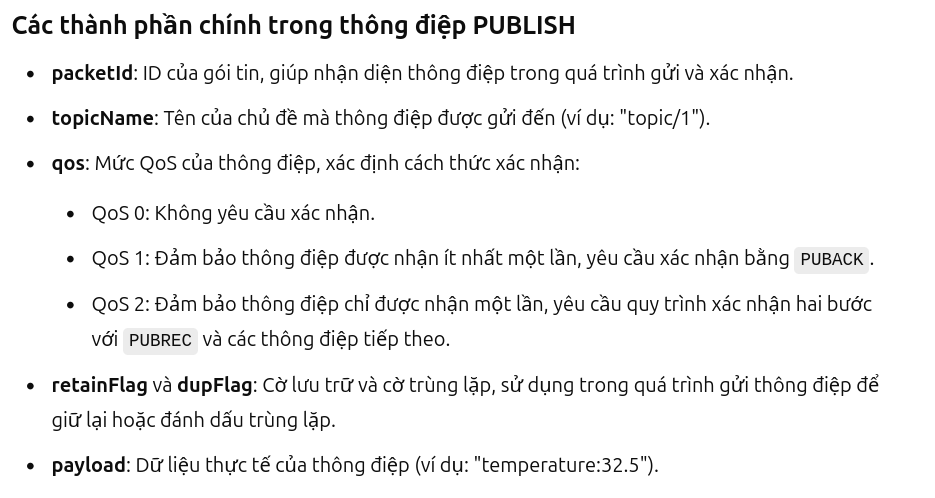 Các thành phần chính trong thông điệp PUBLISH
packetId: ID của gói tin, giúp nhận diện thông điệp trong quá trình gửi và xác nhận.
topicName: Tên của chủ đề mà thông điệp được gửi đến (ví dụ: "topic/1").
qos: Mức QoS của thông điệp, xác định cách thức xác nhận:
QoS 0: Không yêu cầu xác nhận.
QoS 1: Đảm bảo thông điệp được nhận ít nhất một lần, yêu cầu xác nhận bằng PUBACK.
QoS 2: Đảm bảo thông điệp chỉ được nhận một lần, yêu cầu quy trình xác nhận hai bước
với PUBREC và các thông điệp tiếp theo.
retainFlag và dupFlag: Cờ lưu trữ và cờ trùng lặp, sử dụng trong quá trình gửi thông điệp để
giữ lại hoặc đánh dấu trùng lặp.
payload: Dữ liệu thực tế của thông điệp (ví dụ: "temperature:32.5").